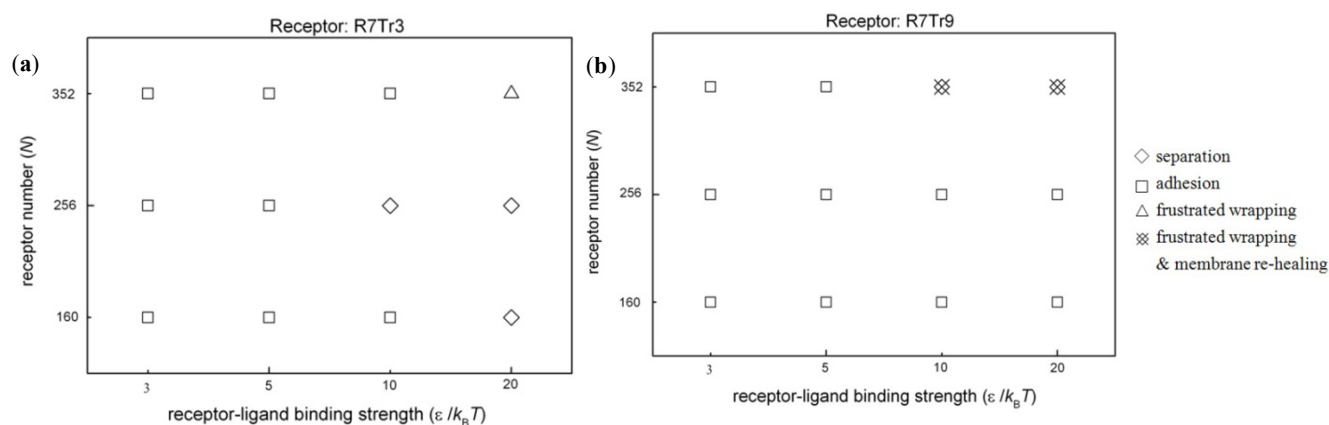 Receptor: R7Tr3
(a)
352
256
160
receptor number (N)
3 5 10 20
receptor-ligand binding strength (ε /k_BT)
Receptor: R7Tr9
(b)
352
256
160
receptor number (N)
3 5 10 20
receptor-ligand binding strength (ε /k_BT)
separation
adhesion
frustrated wrapping
frustrated wrapping
& membrane re-healing